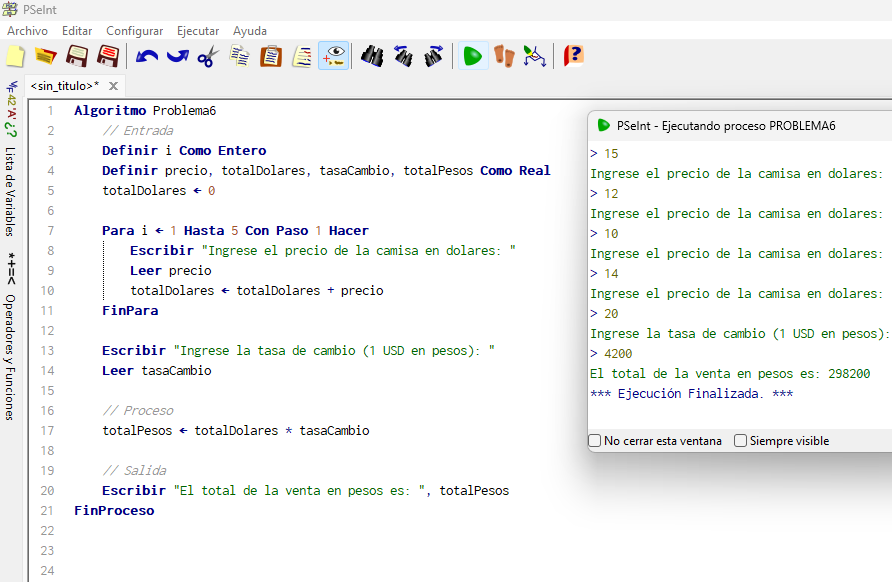 PSeInt
Archivo Editar Configurar Ejecutar Ayuda
<sin_titulo>*
Lista de Variables
Operadores y Funciones
1 Algoritmo Problema6
2 // Entrada
3 Definir i Como Entero
4 Definir precio, totalDolares, tasaCambio, totalPesos Como Real
5 totalDolares ← 0
6
7 Para i ← 1 Hasta 5 Con Paso 1 Hacer
8 Escribir "Ingrese el precio de la camisa en dolares: "
9 Leer precio
10 totalDolares ← totalDolares + precio
11 FinPara
12
13 Escribir "Ingrese la tasa de cambio (1 USD en pesos): "
14 Leer tasaCambio
15
16 // Proceso
17 totalPesos ← totalDolares * tasaCambio
18
19 // Salida
20 Escribir "El total de la venta en pesos es: ", totalPesos
21 FinProceso
22
23
24
PSeInt - Ejecutando proceso PROBLEMA6
> 15
Ingrese el precio de la camisa en dolares:
> 12
Ingrese el precio de la camisa en dolares:
> 10
Ingrese el precio de la camisa en dolares:
> 14
Ingrese el precio de la camisa en dolares:
> 20
Ingrese la tasa de cambio (1 USD en pesos):
> 4200
El total de la venta en pesos es: 298200
*** Ejecución Finalizada. ***
No cerrar esta ventana Siempre visible